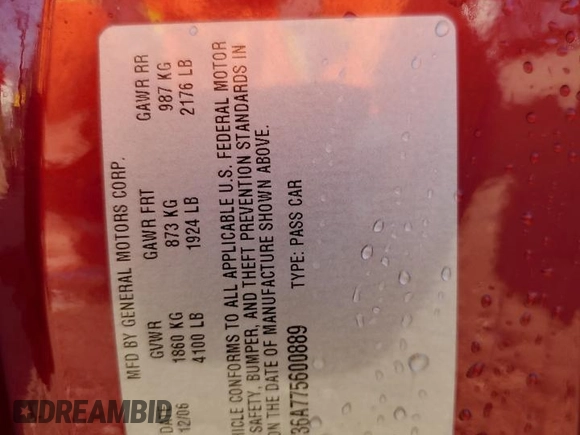 MFD BY GENERAL MOTORS CORP.
DATE GVWR GAWR FRT GAWR RR
12/06 1860 KG 873 KG 987 KG
4100 LB 1924 LB 2176 LB
HICLE CONFORMS TO ALL APPLICABLE U.S. FEDERAL MOTOR
SAFETY, BUMPER, AND THEFT PREVENTION STANDARDS IN
ON THE DATE OF MANUFACTURE SHOWN ABOVE.
36A775600889 TYPE: PASS CAR
DREAMBID